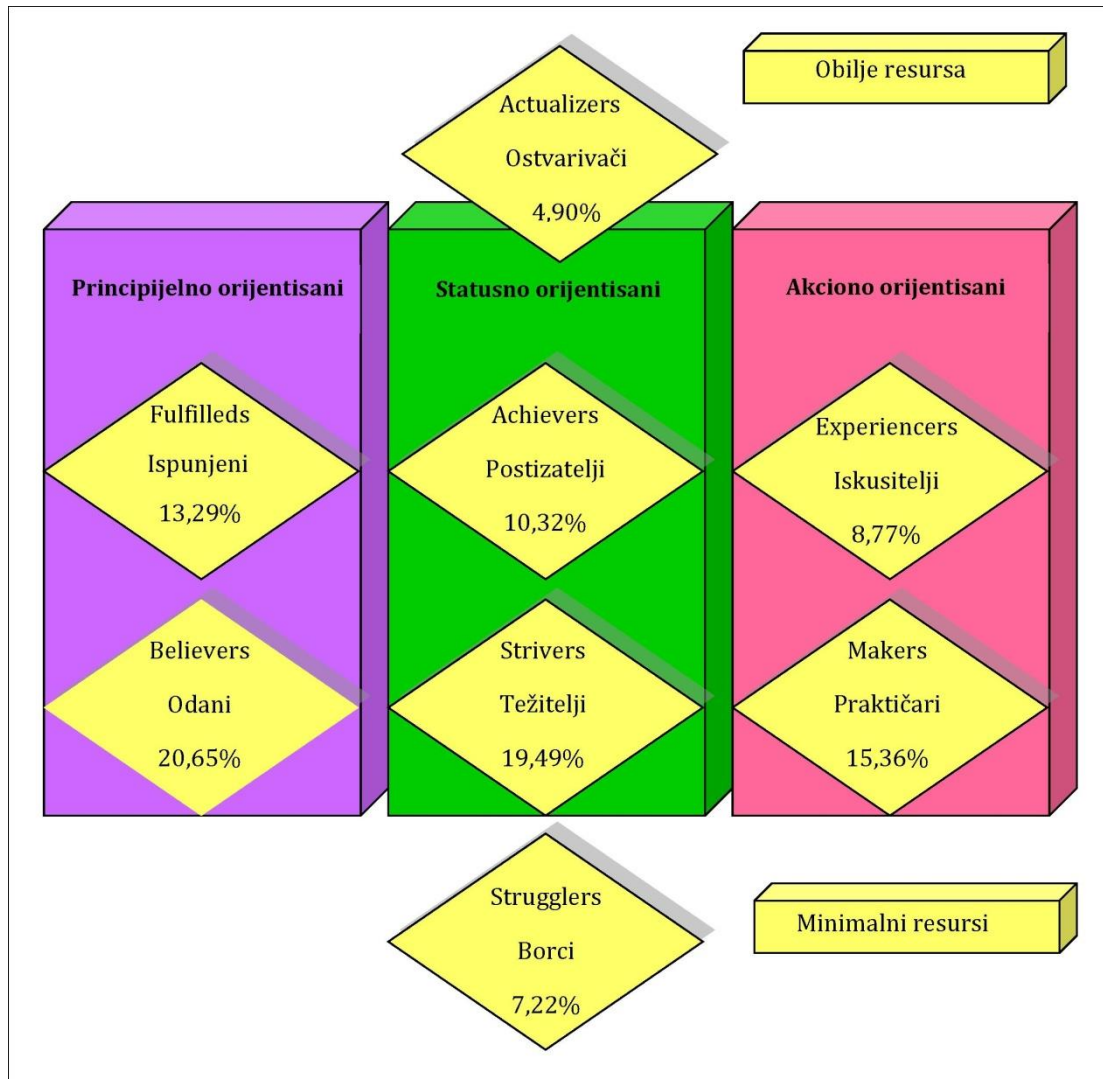 Obilje resursa
Actualizers
Ostvarivači
4,90%
Principijelno orijentisani
Statusno orijentisani
Akciono orijentisani
Fulfilleds
Ispunjeni
13,29%
Achievers
Postizatelji
10,32%
Experiencers
Iskusitelji
8,77%
Believers
Odani
20,65%
Strivers
Težitelji
19,49%
Makers
Praktičari
15,36%
Strugglers
Borci
7,22%
Minimalni resursi